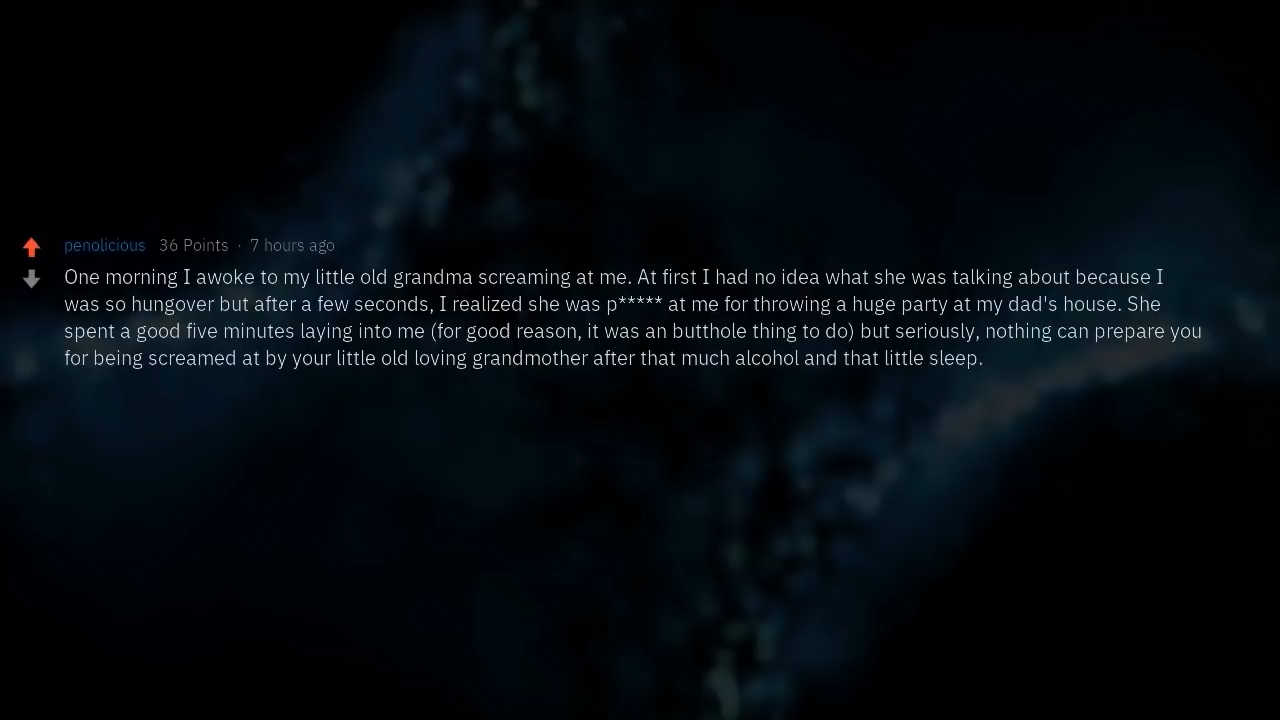 penolicious 36 Points · 7 hours ago
One morning I awoke to my little old grandma screaming at me. At first I had no idea what she was talking about because I
was so hungover but after a few seconds, I realized she was p***** at me for throwing a huge party at my dad's house. She
spent a good five minutes laying into me (for good reason, it was an butthole thing to do) but seriously, nothing can prepare you
for being screamed at by your little old loving grandmother after that much alcohol and that little sleep.